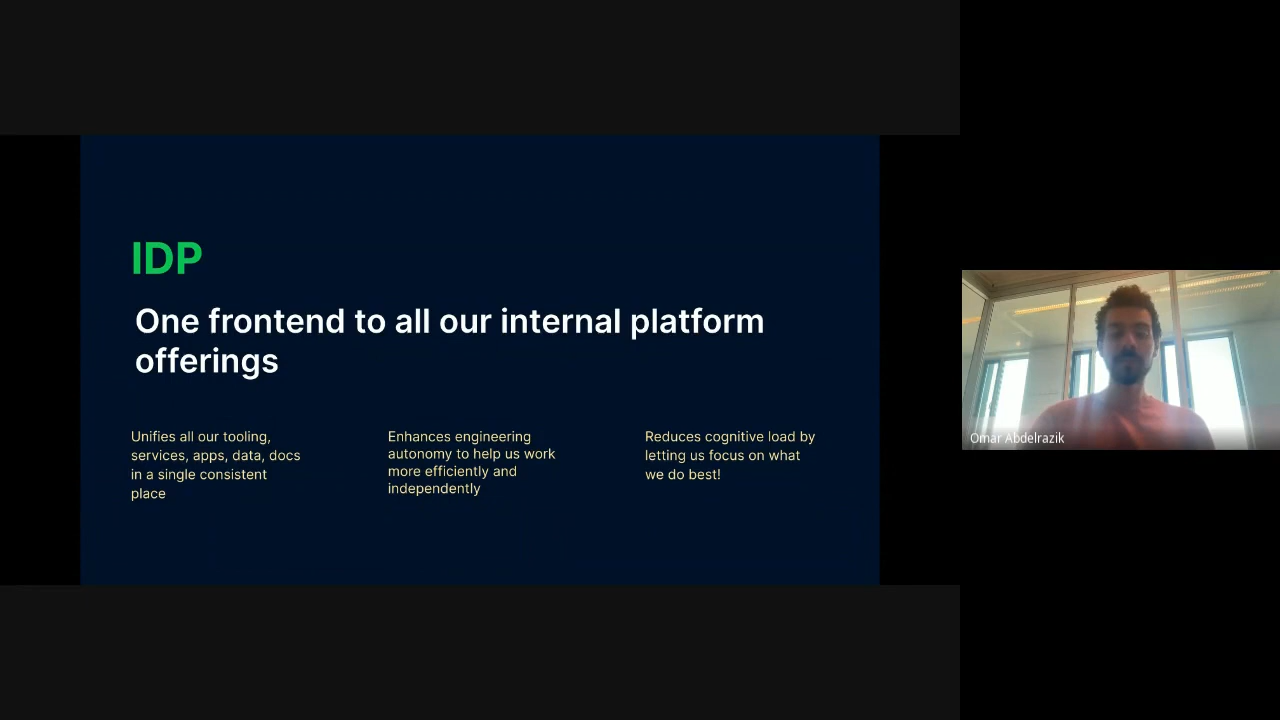 IDP
One frontend to all our internal platform
offerings
Unifies all our tooling,
services, apps, data, docs
in a single consistent
place
Enhances engineering
autonomy to help us work
more efficiently and
independently
Reduces cognitive load by
letting us focus on what
we do best!
Omar Abdelrazik